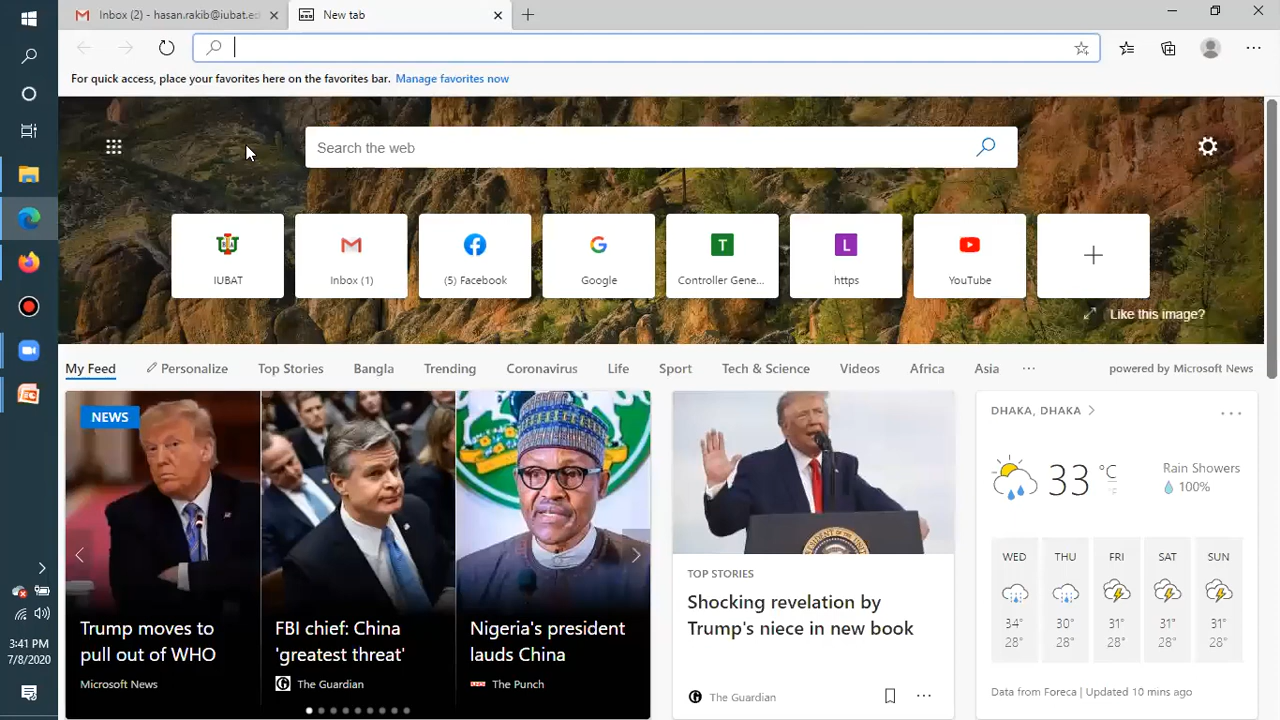 Inbox (2) - hasan.rakib@iubat.ed
New tab
For quick access, place your favorites here on the favorites bar. Manage favorites now
Search the web
IUBAT
Inbox (1)
(5) Facebook
Google
T
Controller Gene...
L
https
YouTube
Like this image?
My Feed
Personalize
Top Stories
Bangla
Trending
Coronavirus
Life
Sport
Tech & Science
Videos
Africa
Asia
powered by Microsoft News
NEWS
Trump moves to
pull out of WHO
Microsoft News
FBI chief: China
'greatest threat'
The Guardian
Nigeria's president
lauds China
The Punch
TOP STORIES
Shocking revelation by
Trump's niece in new book
The Guardian
DHAKA, DHAKA
33 °C
Rain Showers
100%
WED THU FRI SAT SUN
34° 30° 31° 31° 31°
28° 28° 28° 28° 28°
Data from Foreca | Updated 10 mins ago
3:41 PM
7/8/2020